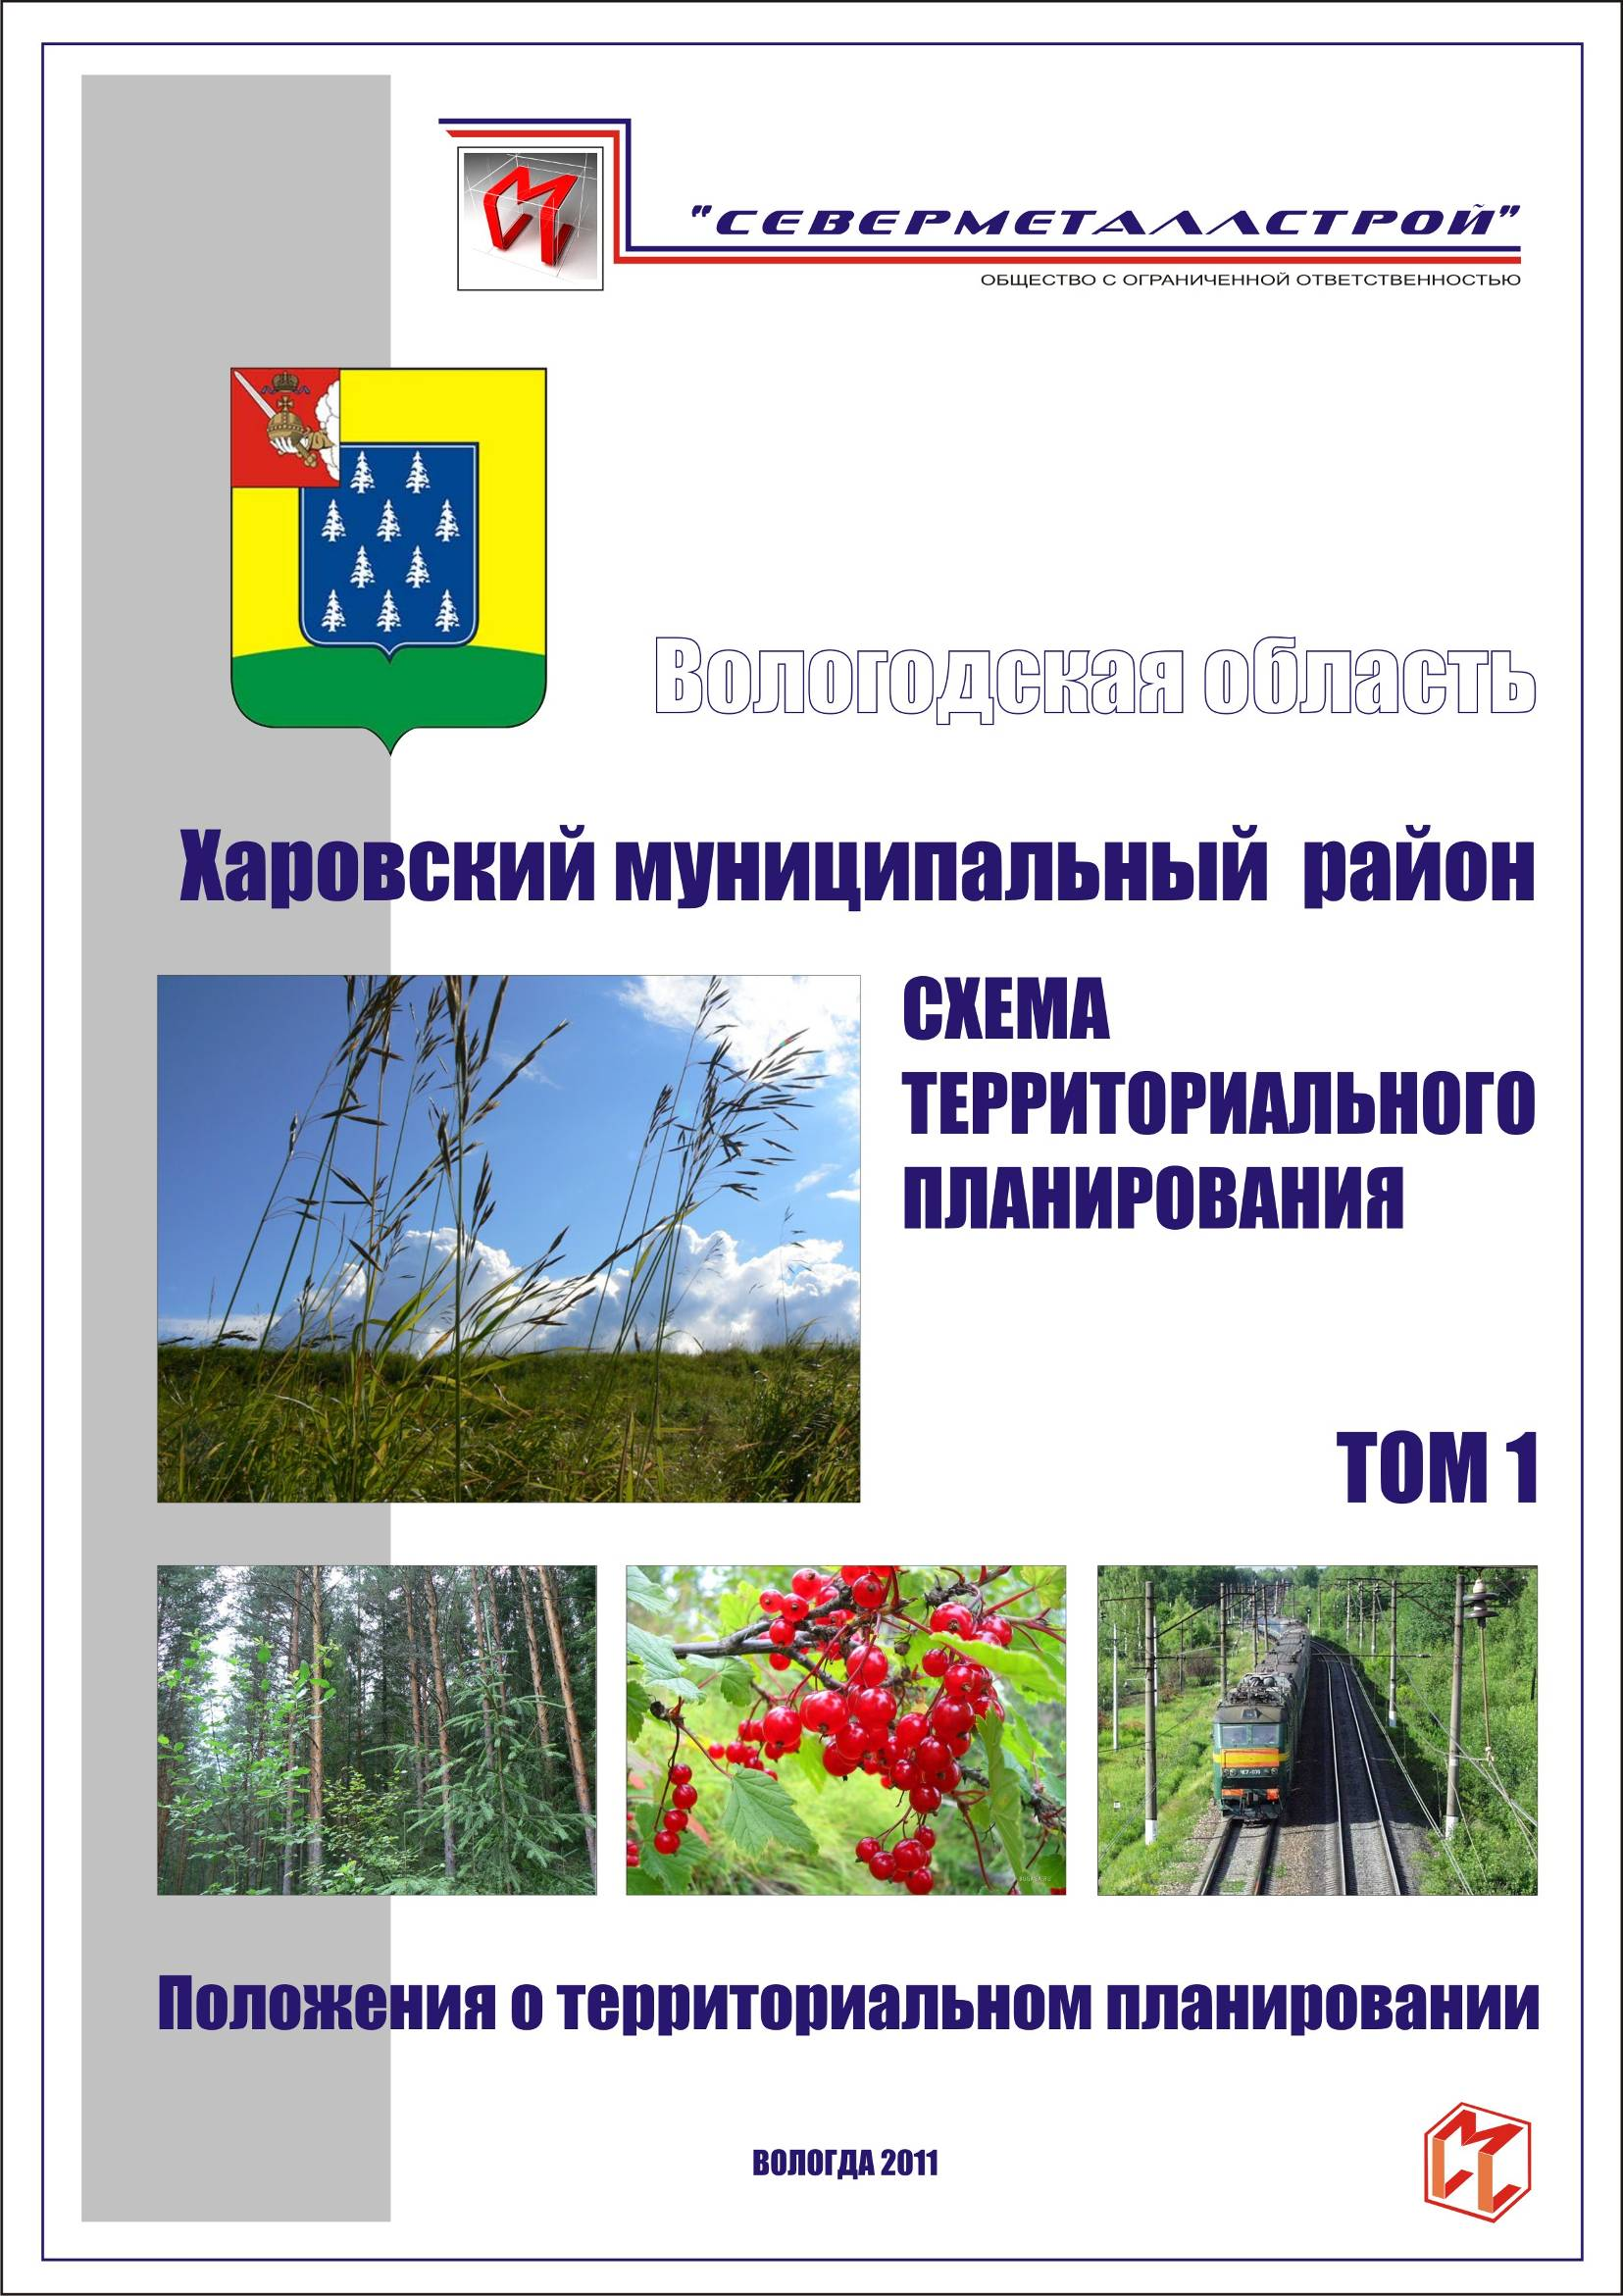 "СЕВЕРМЕТАЛЛСТРОЙ"
ОБЩЕСТВО С ОГРАНИЧЕННОЙ ОТВЕТСТВЕННОСТЬЮ
Вологодская область
Харовский муниципальный район
СХЕМА
ТЕРРИТОРИАЛЬНОГО
ПЛАНИРОВАНИЯ
ТОМ 1
Положения о территориальном планировании
ВОЛОГДА 2011